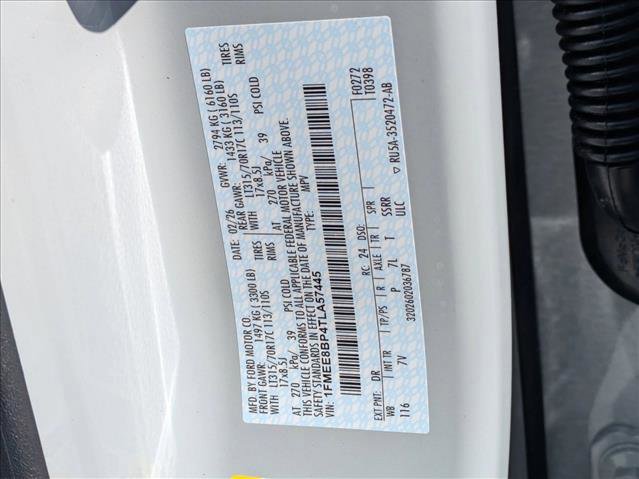 MFD. BY FORD MOTOR CO.
DATE: 02/26 GVWR: 2794 KG ( 6160 LB)
FRONT GAWR: 1497 KG ( 3300 LB) REAR GAWR: 1433 KG ( 3160 LB)
WITH LT315/70R17C 113/110S TIRES WITH LT315/70R17C 113/110S TIRES
17x8.5J RIMS 17x8.5J RIMS
AT 270 kPa/ 39 PSI COLD AT 270 kPa/ 39 PSI COLD
THIS VEHICLE CONFORMS TO ALL APPLICABLE FEDERAL MOTOR VEHICLE
SAFETY STANDARDS IN EFFECT ON THE DATE OF MANUFACTURE SHOWN ABOVE.
VIN: 1FMEE8BP4TLA57445 TYPE: MPV
F0272
T0398
EXT PNT: DR RC: 24 DSO:
WB INT TR TP/PS R AXLE TR SPR
116 7V P 7L T SSRR
ULC
3202602036787
▽ RU5A-3520472-AB